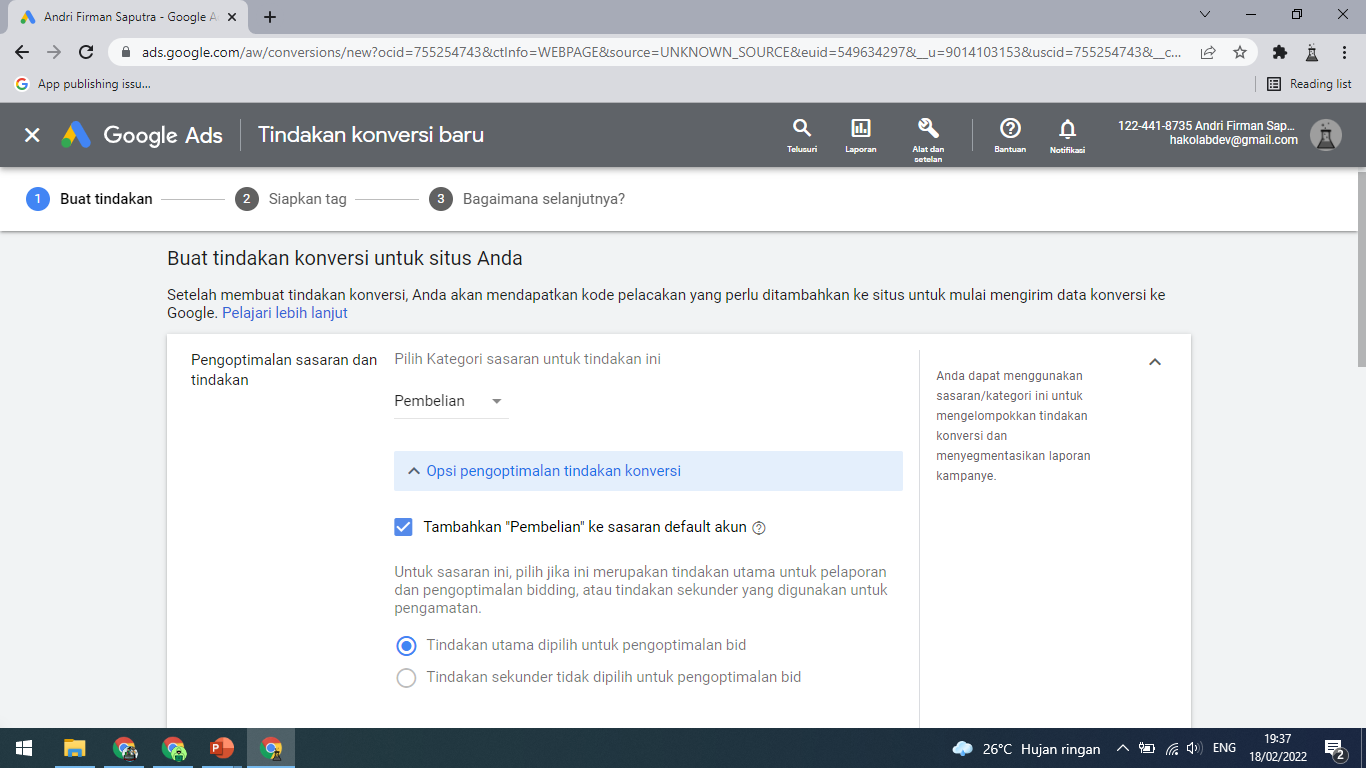 Andri Firman Saputra - Google A
ads.google.com/aw/conversions/new?ocid=755254743&ctInfo=WEBPAGE&source=UNKNOWN_SOURCE&euid=549634297&__u=9014103153&uscid=755254743&__c...
App publishing issu...
Reading list
Google Ads
Tindakan konversi baru
Telusuri
Laporan
Alat dan
setelan
Bantuan
Notifikasi
122-441-8735 Andri Firman Sap...
hakolabdev@gmail.com
1 Buat tindakan
2 Siapkan tag
3 Bagaimana selanjutnya?
Buat tindakan konversi untuk situs Anda
Setelah membuat tindakan konversi, Anda akan mendapatkan kode pelacakan yang perlu ditambahkan ke situs untuk mulai mengirim data konversi ke
Google. Pelajari lebih lanjut
Pengoptimalan sasaran dan
tindakan
Pilih Kategori sasaran untuk tindakan ini
Pembelian
Opsi pengoptimalan tindakan konversi
Tambahkan "Pembelian" ke sasaran default akun
Untuk sasaran ini, pilih jika ini merupakan tindakan utama untuk pelaporan
dan pengoptimalan bidding, atau tindakan sekunder yang digunakan untuk
pengamatan.
Tindakan utama dipilih untuk pengoptimalan bid
Tindakan sekunder tidak dipilih untuk pengoptimalan bid
Anda dapat menggunakan
sasaran/kategori ini untuk
mengelompokkan tindakan
konversi dan
menyegmentasikan laporan
kampanye.
26°C Hujan ringan
ENG
19:37
18/02/2022
2